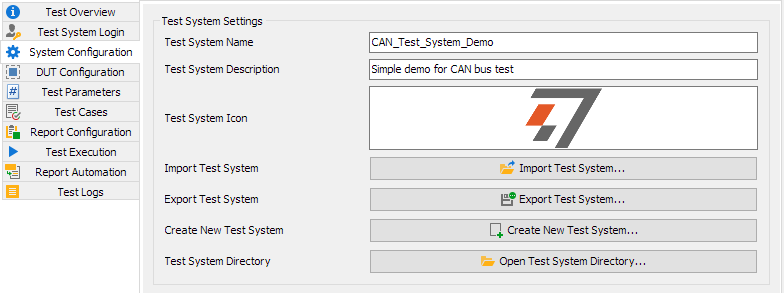 Test Overview
Test System Login
System Configuration
DUT Configuration
Test Parameters
Test Cases
Report Configuration
Test Execution
Report Automation
Test Logs
Test System Settings
Test System Name
CAN_Test_System_Demo
Test System Description
Simple demo for CAN bus test
Test System Icon
Import Test System
Import Test System...
Export Test System
Export Test System...
Create New Test System
Create New Test System...
Test System Directory
Open Test System Directory...